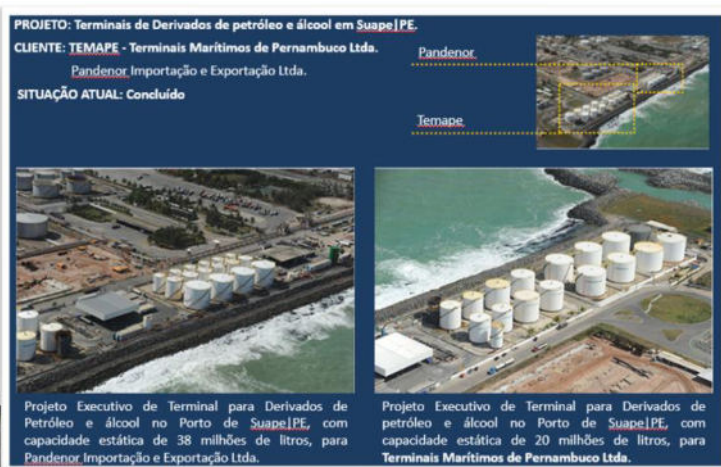 PROJETO: Terminais de Derivados de petróleo e álcool em Suape|PE.
CLIENTE: TEMAPE - Terminais Marítimos de Pernambuco Ltda.
Pandenor Importação e Exportação Ltda.
SITUAÇÃO ATUAL: Concluído
Pandenor
Temape
Projeto Executivo de Terminal para Derivados de
Petróleo e álcool no Porto de Suape|PE, com
capacidade estática de 38 milhões de litros, para
Pandenor Importação e Exportação Ltda.
Projeto Executivo de Terminal para Derivados de
petróleo e álcool no Porto de Suape|PE, com
capacidade estática de 20 milhões de litros, para
Terminais Marítimos de Pernambuco Ltda.